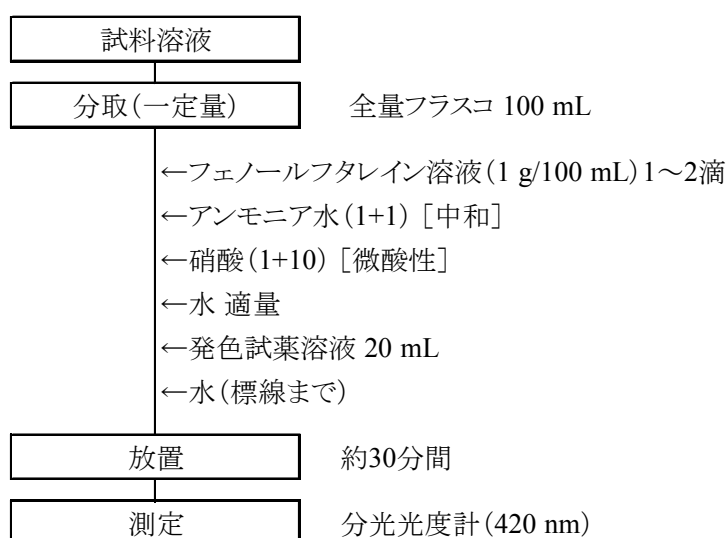 試料溶液
分取(一定量) 全量フラスコ 100 mL
←フェノールフタレイン溶液(1 g/100 mL)1～2滴
←アンモニア水(1+1) [中和]
←硝酸(1+10) [微酸性]
←水 適量
←発色試薬溶液 20 mL
←水(標線まで)
放置 約30分間
測定 分光光度計(420 nm)